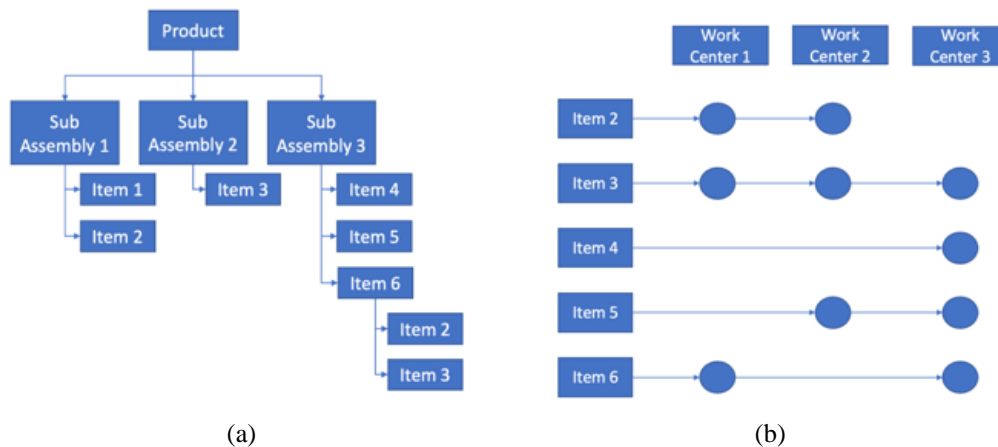 Product
Sub
Assembly 1
Sub
Assembly 2
Sub
Assembly 3
Item 1
Item 2
Item 3
Item 4
Item 5
Item 6
Item 2
Item 3
(a)
Work
Center 1
Work
Center 2
Work
Center 3
Item 2
Item 3
Item 4
Item 5
Item 6
(b)